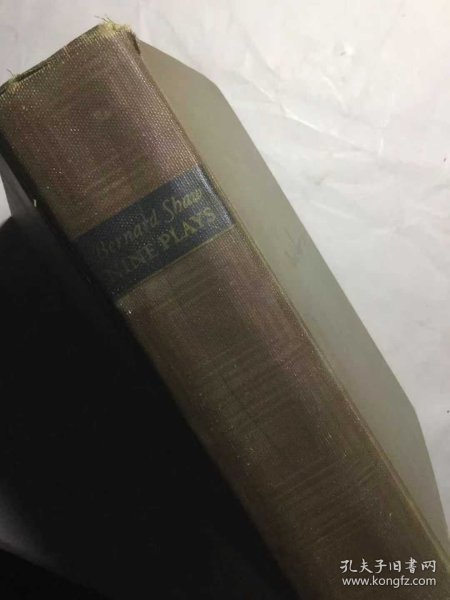 Bernard Shaw
NINE PLAYS
孔夫子旧书网
www.kongfz.com